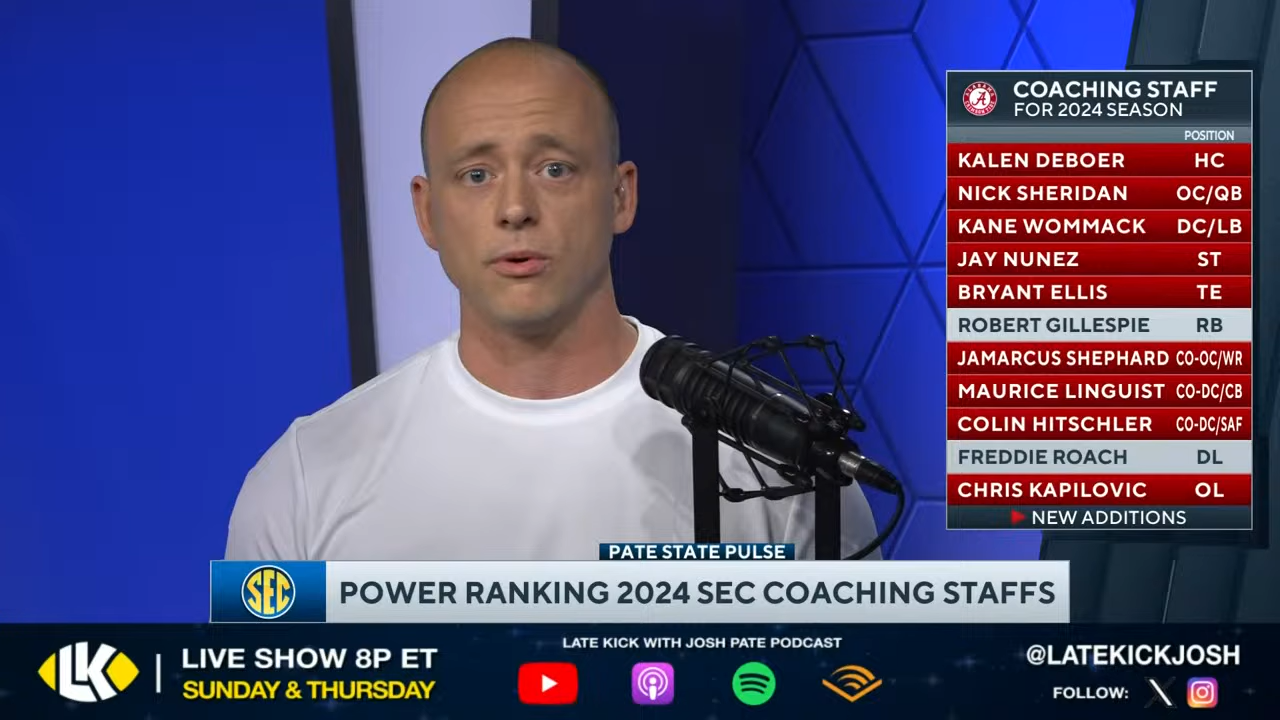 COACHING STAFF
FOR 2024 SEASON
POSITION
KALEN DEBOER HC
NICK SHERIDAN OC/QB
KANE WOMMACK DC/LB
JAY NUNEZ ST
BRYANT ELLIS TE
ROBERT GILLESPIE RB
JAMARCUS SHEPHARD CO-OC/WR
MAURICE LINGUIST CO-DC/CB
COLIN HITSCHLER CO-DC/SAF
FREDDIE ROACH DL
CHRIS KAPILOVIC OL
NEW ADDITIONS
PATE STATE PULSE
SEC
POWER RANKING 2024 SEC COACHING STAFFS
LK
LIVE SHOW 8P ET
SUNDAY & THURSDAY
LATE KICK WITH JOSH PATE PODCAST
@LATEKICKJOSH
FOLLOW: